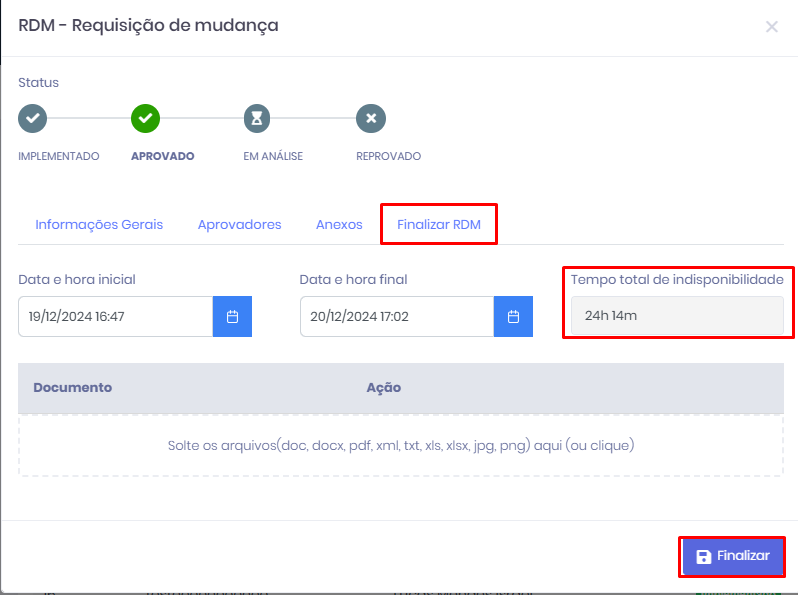 RDM - Requisição de mudança
Status
IMPLEMENTADO APROVADO EM ANÁLISE REPROVADO
Informações Gerais Aprovadores Anexos Finalizar RDM
Data e hora inicial Data e hora final Tempo total de indisponibilidade
19/12/2024 16:47 20/12/2024 17:02 24h 14m
Documento Ação
Solte os arquivos(doc, docx, pdf, xml, txt, xls, xlsx, jpg, png) aqui (ou clique)
Finalizar